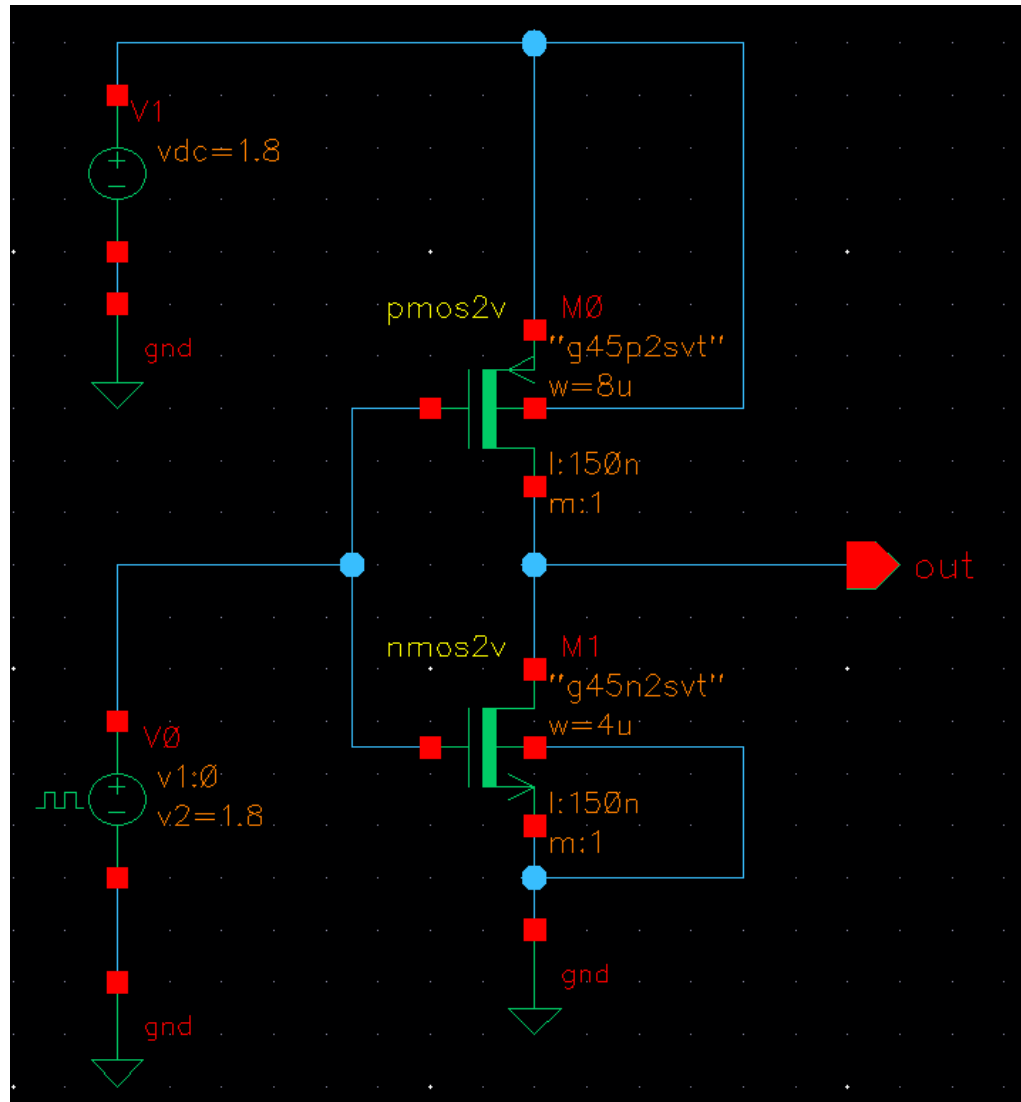 V1
vdc=1.8
gnd
pmos2v
M0
"g45p2svt"
w=8u
l:150n
m:1
out
nmos2v
M1
"g45n2svt"
w=4u
l:150n
m:1
gnd
V0
v1:0
v2=1.8
gnd